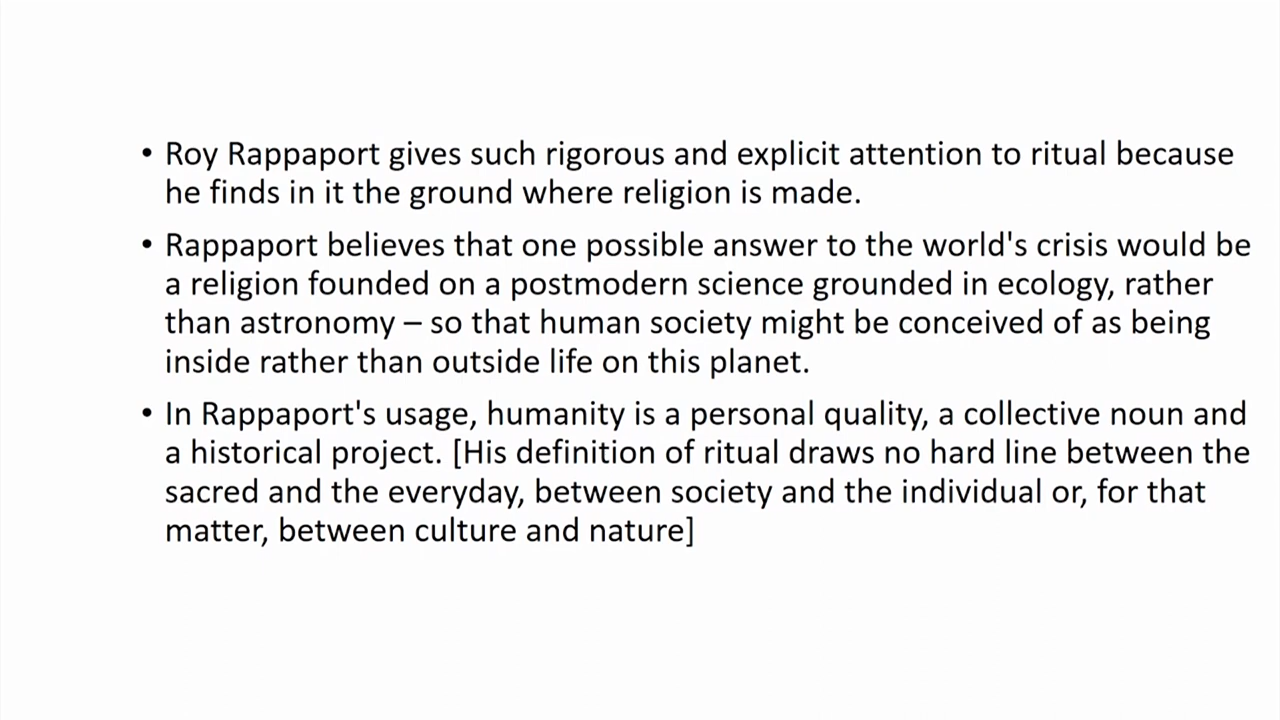 • Roy Rappaport gives such rigorous and explicit attention to ritual because
he finds in it the ground where religion is made.
• Rappaport believes that one possible answer to the world's crisis would be
a religion founded on a postmodern science grounded in ecology, rather
than astronomy – so that human society might be conceived of as being
inside rather than outside life on this planet.
• In Rappaport's usage, humanity is a personal quality, a collective noun and
a historical project. [His definition of ritual draws no hard line between the
sacred and the everyday, between society and the individual or, for that
matter, between culture and nature]